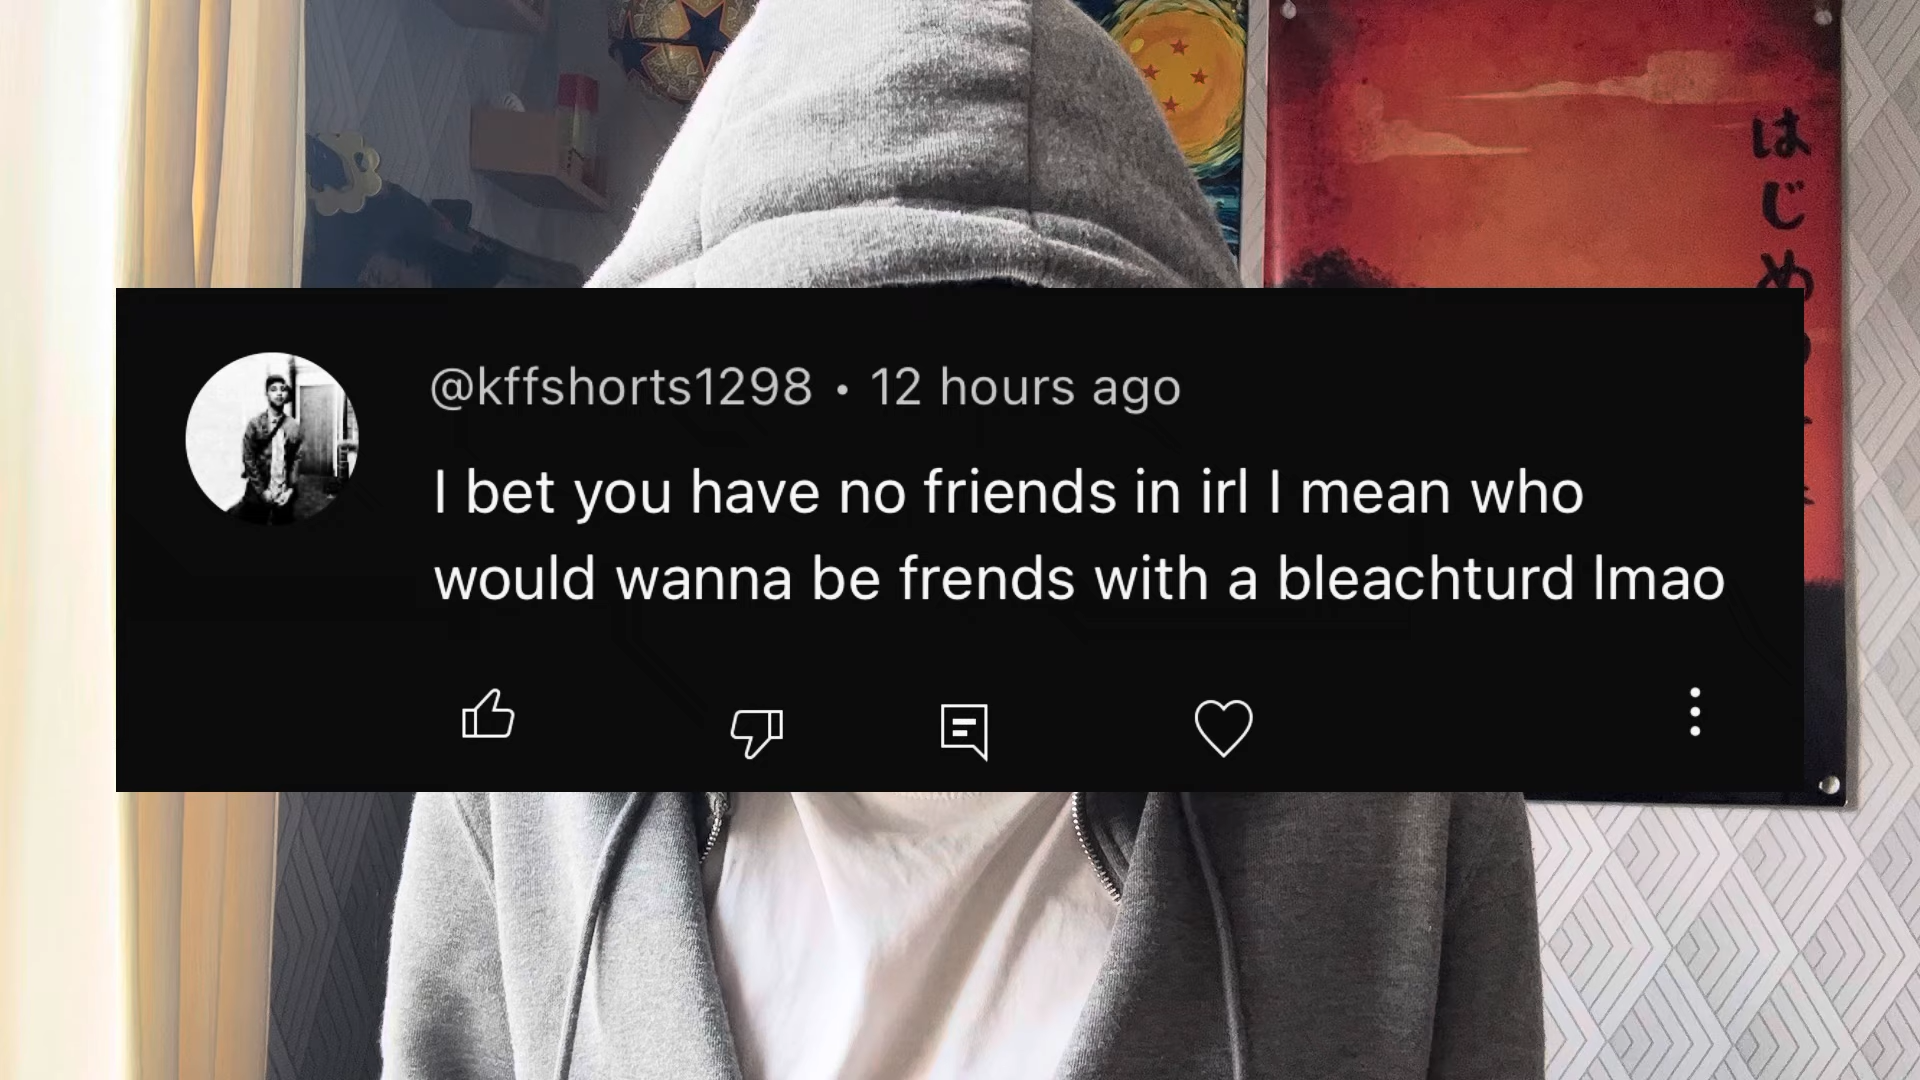 はじめ
@kffshorts1298 • 12 hours ago
I bet you have no friends in irl I mean who
would wanna be frends with a bleachturd lmao